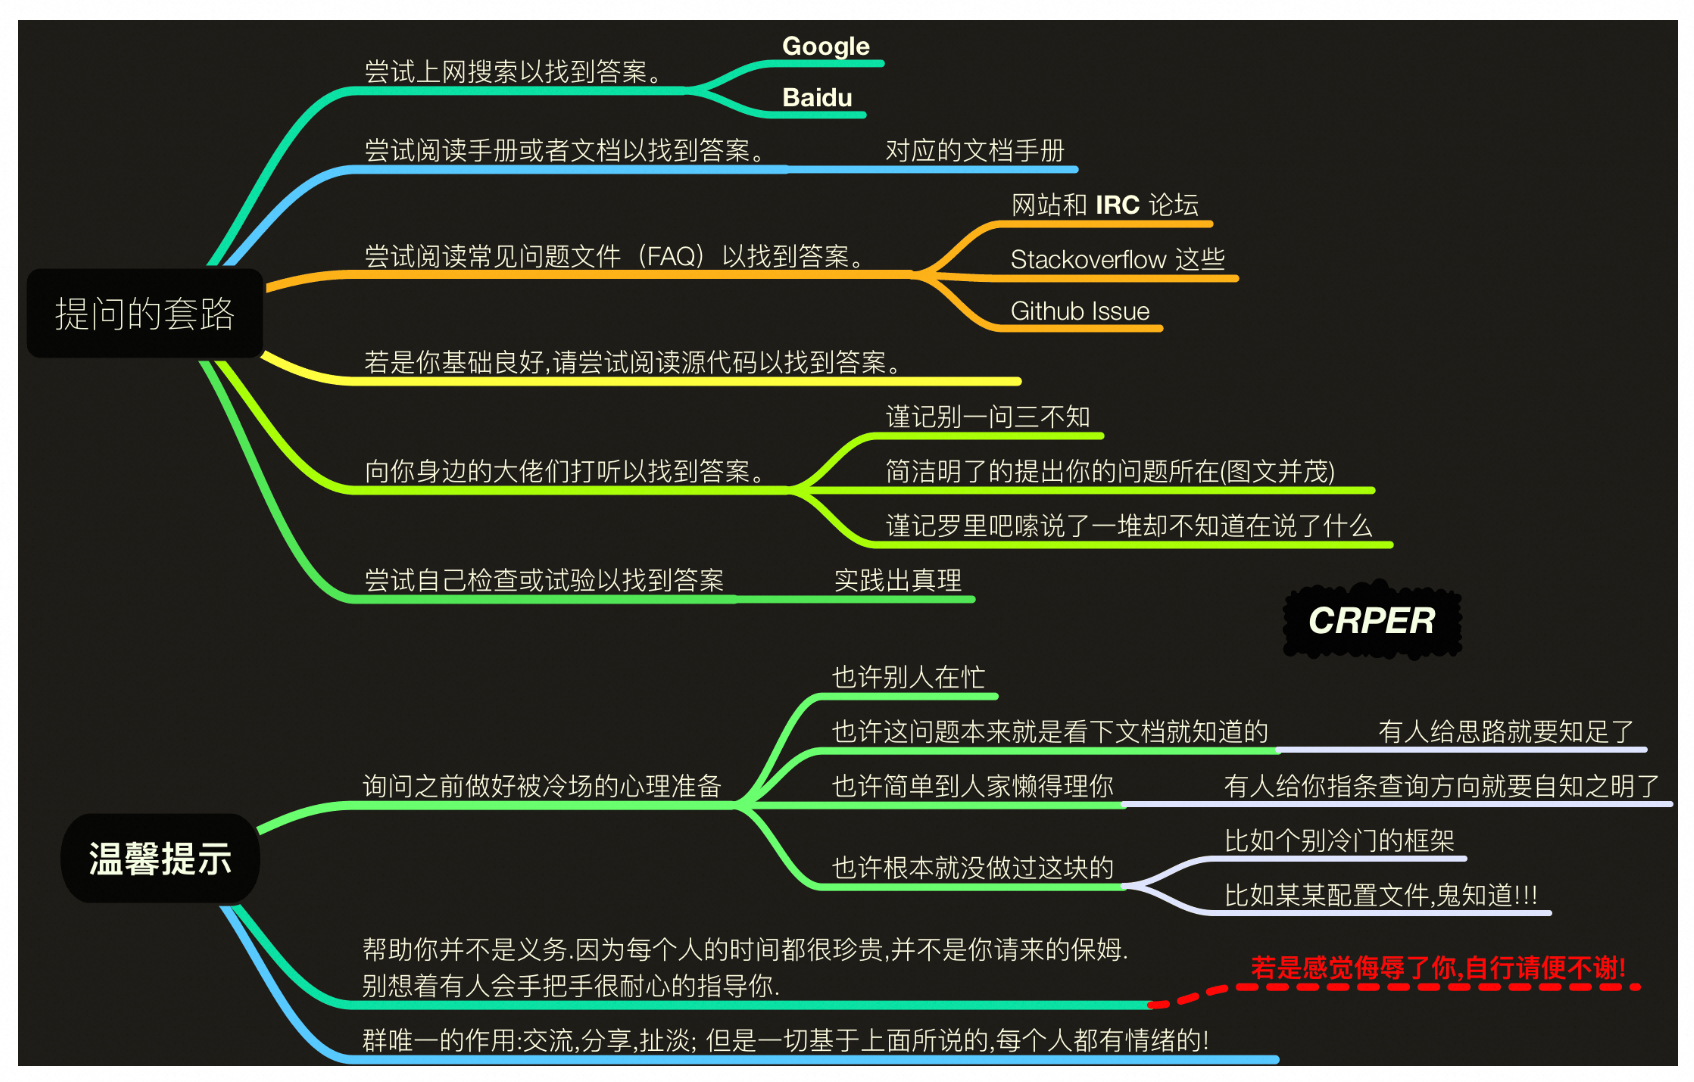 提问的套路
尝试上网搜索以找到答案。
Google
Baidu
尝试阅读手册或者文档以找到答案。
对应的文档手册
尝试阅读常见问题文件（FAQ）以找到答案。
网站和 IRC 论坛
Stackoverflow 这些
Github Issue
若是你基础良好,请尝试阅读源代码以找到答案。
向你身边的大佬们打听以找到答案。
谨记别一问三不知
简洁明了的提出你的问题所在(图文并茂)
谨记罗里吧嗦说了一堆却不知道在说了什么
尝试自己检查或试验以找到答案
实践出真理
CRPER
温馨提示
询问之前做好被冷场的心理准备
也许别人在忙
也许这问题本来就是看下文档就知道的
有人给思路就要知足了
也许简单到人家懒得理你
有人给你指条查询方向就要自知之明了
也许根本就没做过这块的
比如个别冷门的框架
比如某某配置文件,鬼知道!!!
帮助你并不是义务.因为每个人的时间都很珍贵,并不是你请来的保姆.
别想着有人会手把手很耐心的指导你.
若是感觉侮辱了你,自行请便不谢!
群唯一的作用:交流,分享,扯淡; 但是一切基于上面所说的,每个人都有情绪的!